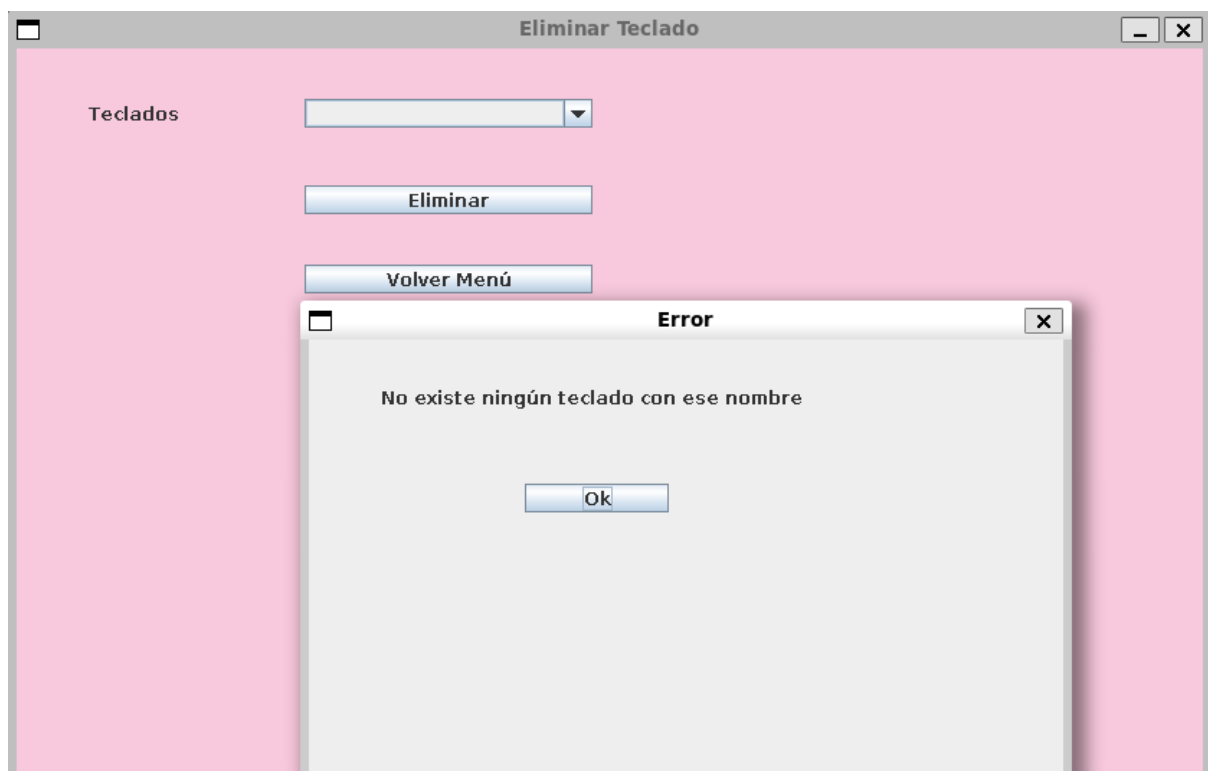 Eliminar Teclado
Teclados
Eliminar
Volver Menú
Error
No existe ningún teclado con ese nombre
Ok